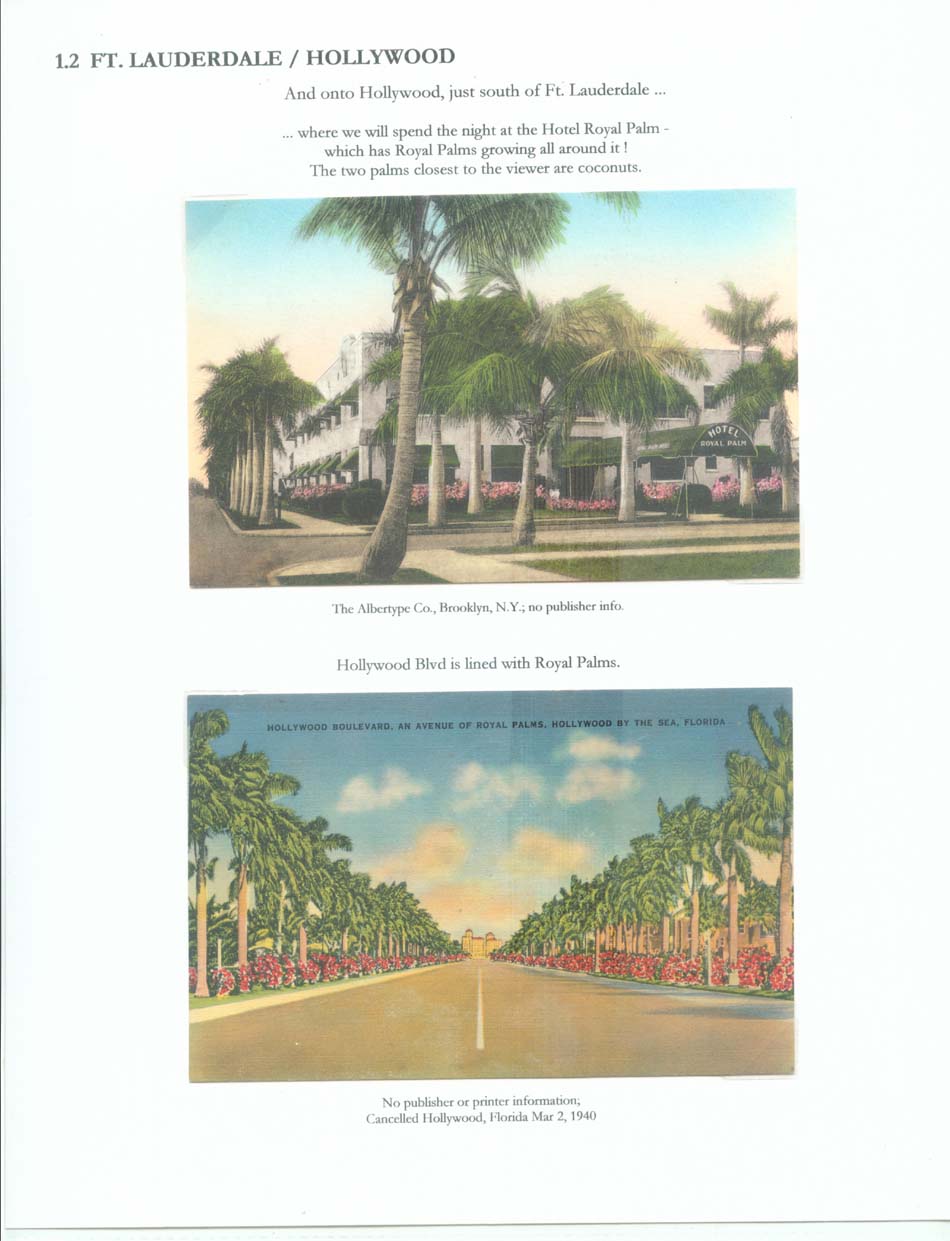 1.2 FT. LAUDERDALE / HOLLYWOOD
And onto Hollywood, just south of Ft. Lauderdale ...
... where we will spend the night at the Hotel Royal Palm -
which has Royal Palms growing all around it !
The two palms closest to the viewer are coconuts.
HOTEL
ROYAL PALM
The Albertype Co., Brooklyn, N.Y.; no publisher info.
Hollywood Blvd is lined with Royal Palms.
HOLLYWOOD BOULEVARD, AN AVENUE OF ROYAL PALMS, HOLLYWOOD BY THE SEA, FLORIDA
No publisher or printer information;
Cancelled Hollywood, Florida Mar 2, 1940